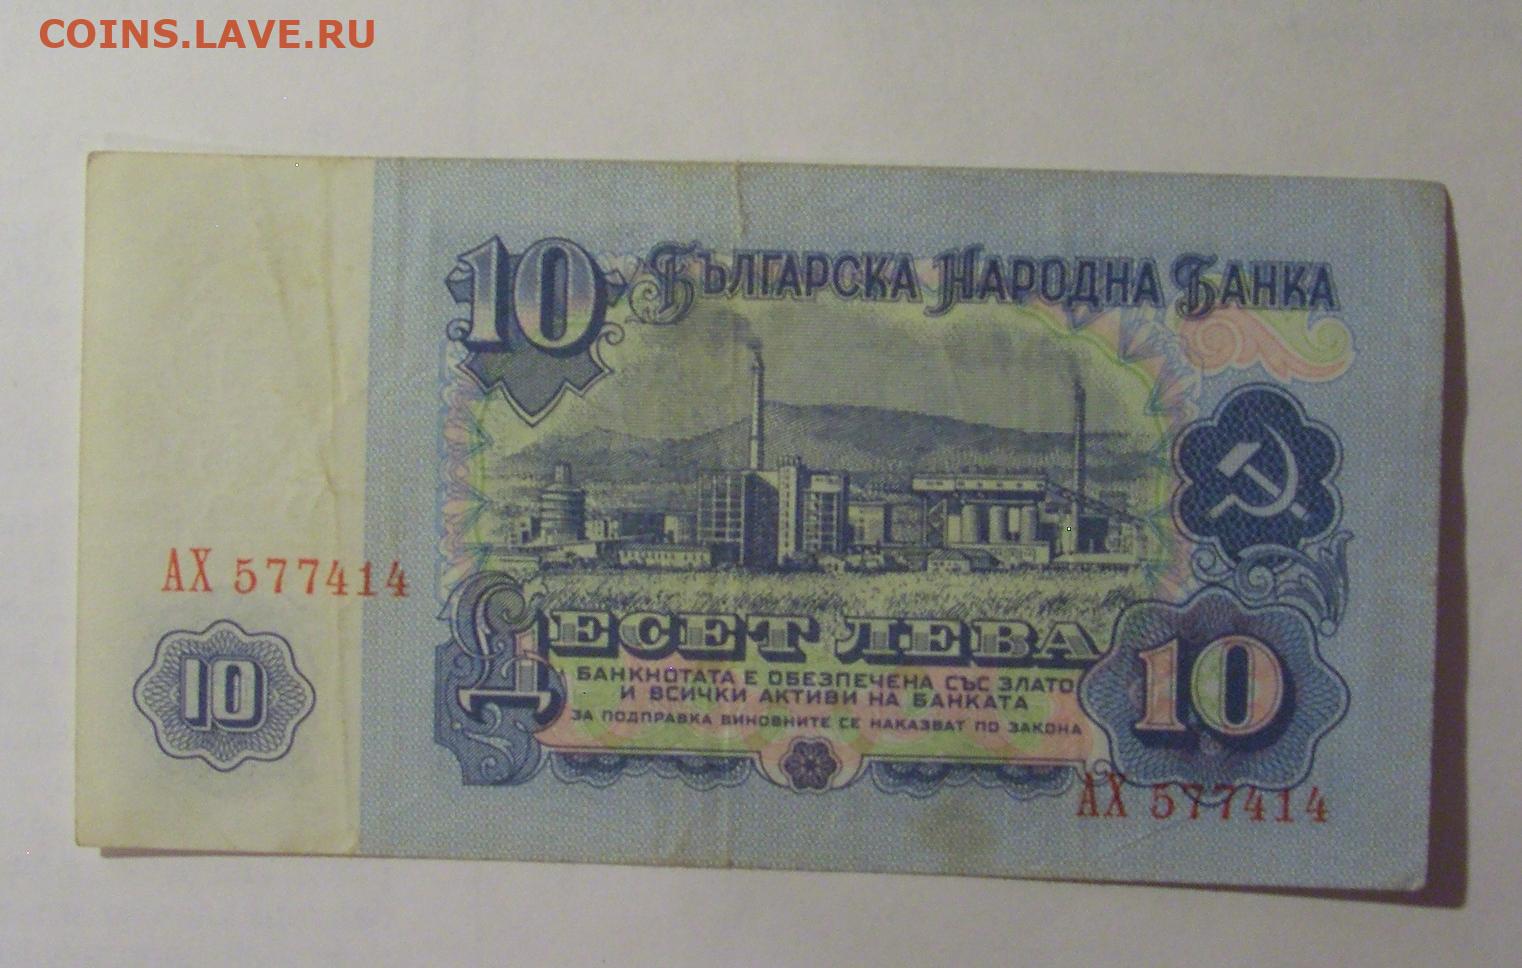 COINS.LAVE.RU
10
Българска Народна Банка
АХ 577414
10
Десет лева
БАНКНОТАТА Е ОБЕЗПЕЧЕНА СЪС ЗЛАТО
И ВСИЧКИ АКТИВИ НА БАНКАТА
ЗА ПОДПРАВКА ВИНОВНИТЕ СЕ НАКАЗВАТ ПО ЗАКОНА
10
АХ 577414